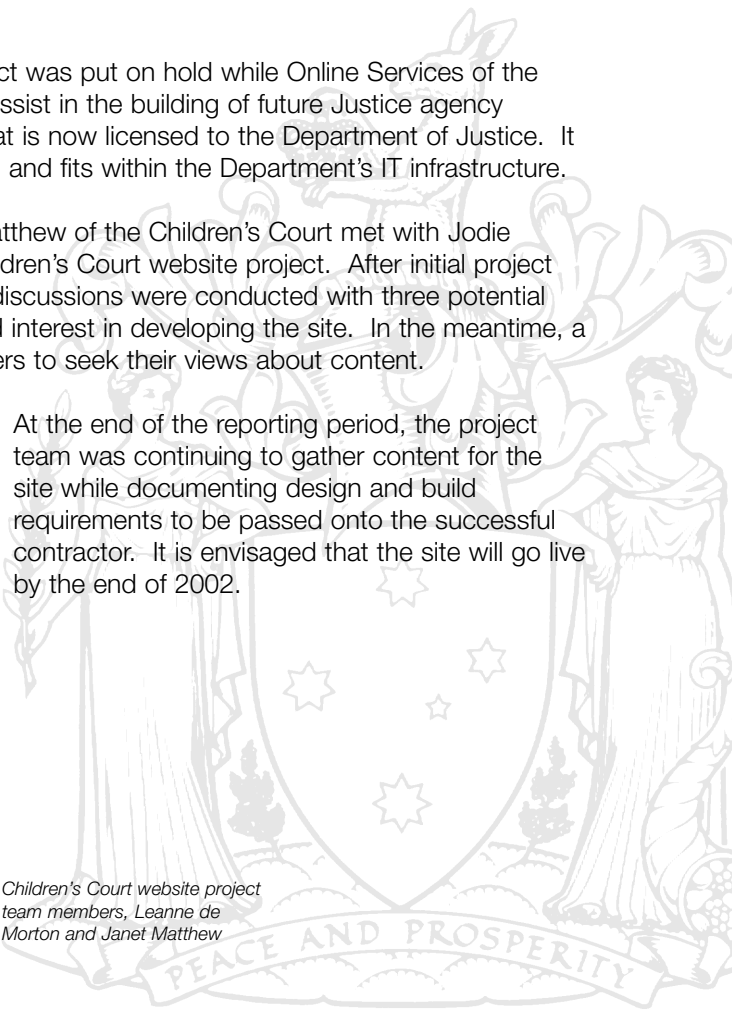 ct was put on hold while Online Services of the
ssist in the building of future Justice agency
at is now licensed to the Department of Justice. It
and fits within the Department's IT infrastructure.
atthew of the Children's Court met with Jodie
dren's Court website project. After initial project
discussions were conducted with three potential
d interest in developing the site. In the meantime, a
ers to seek their views about content.
At the end of the reporting period, the project
team was continuing to gather content for the
site while documenting design and build
requirements to be passed onto the successful
contractor. It is envisaged that the site will go live
by the end of 2002.
Children's Court website project
team members, Leanne de
Morton and Janet Matthew
PEACE AND PROSPERITY